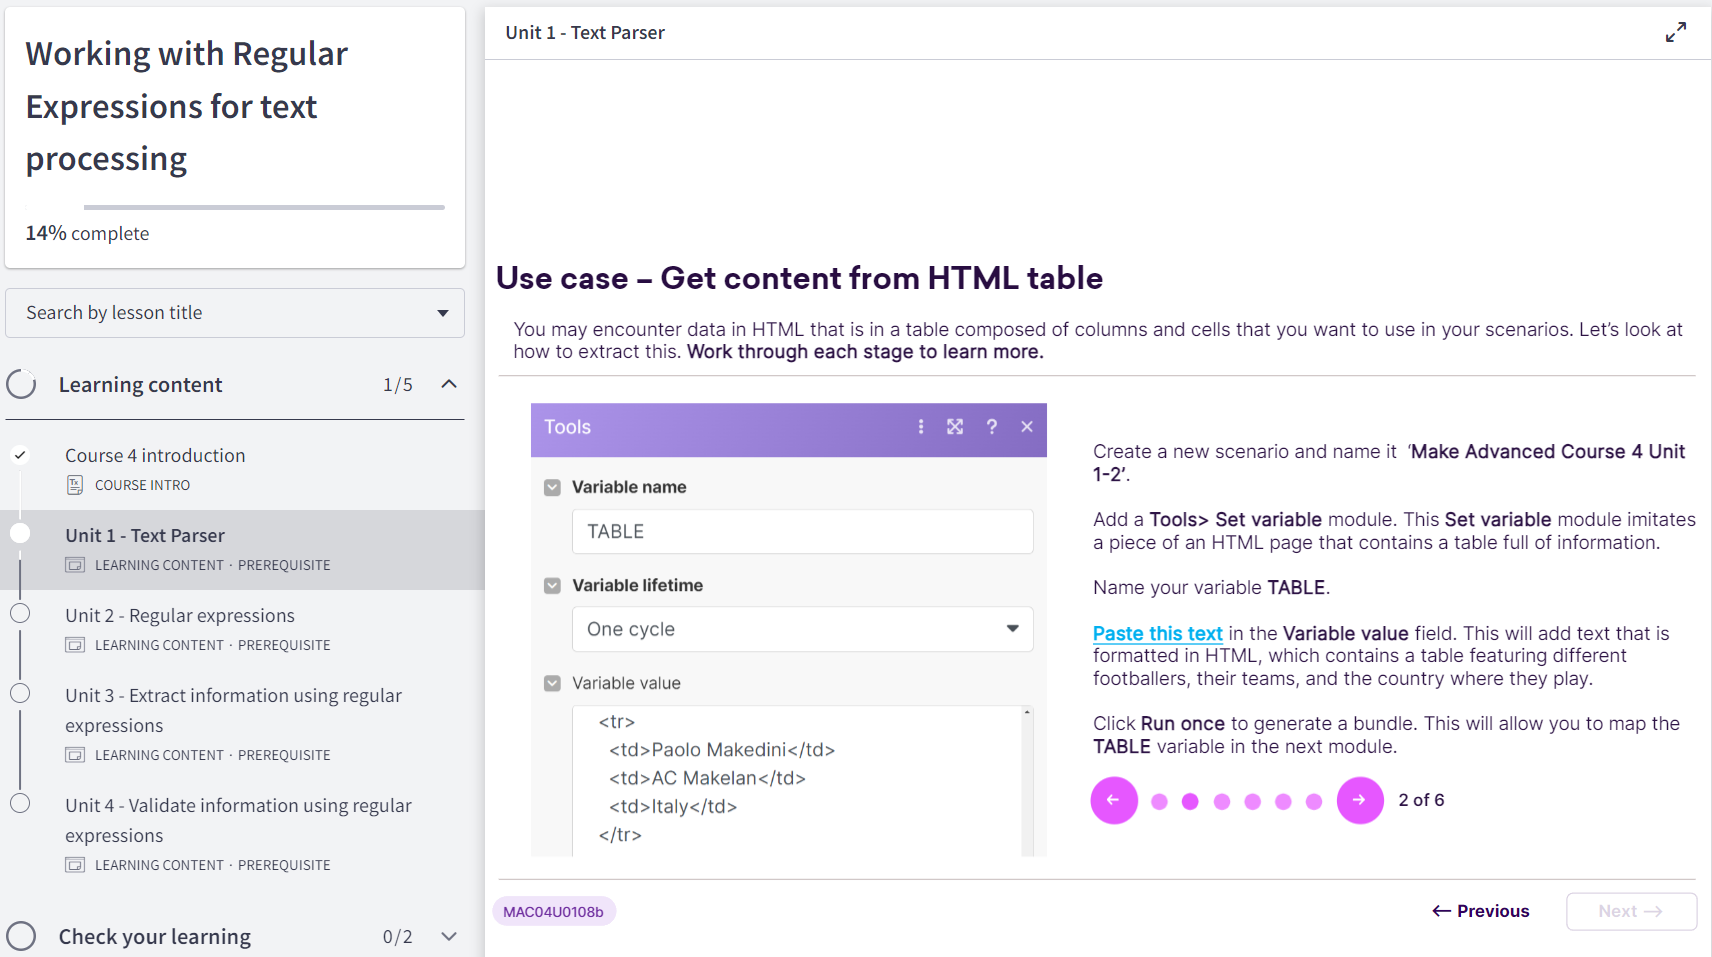 Working with Regular
Expressions for text
processing
14% complete
Search by lesson title
Learning content 1/5
Course 4 introduction
COURSE INTRO
Unit 1 - Text Parser
LEARNING CONTENT · PREREQUISITE
Unit 2 - Regular expressions
LEARNING CONTENT · PREREQUISITE
Unit 3 - Extract information using regular
expressions
LEARNING CONTENT · PREREQUISITE
Unit 4 - Validate information using regular
expressions
LEARNING CONTENT · PREREQUISITE
Check your learning 0/2
Unit 1 - Text Parser
Use case – Get content from HTML table
You may encounter data in HTML that is in a table composed of columns and cells that you want to use in your scenarios. Let's look at
how to extract this. Work through each stage to learn more.
Tools ?
Variable name
TABLE
Variable lifetime
One cycle
Variable value
<tr>
<td>Paolo Makedini</td>
<td>AC Makelan</td>
<td>Italy</td>
</tr>
Create a new scenario and name it ‘Make Advanced Course 4 Unit
1-2’.
Add a Tools> Set variable module. This Set variable module imitates
a piece of an HTML page that contains a table full of information.
Name your variable TABLE.
Paste this text in the Variable value field. This will add text that is
formatted in HTML, which contains a table featuring different
footballers, their teams, and the country where they play.
Click Run once to generate a bundle. This will allow you to map the
TABLE variable in the next module.
2 of 6
MAC04U0108b
← Previous
Next →